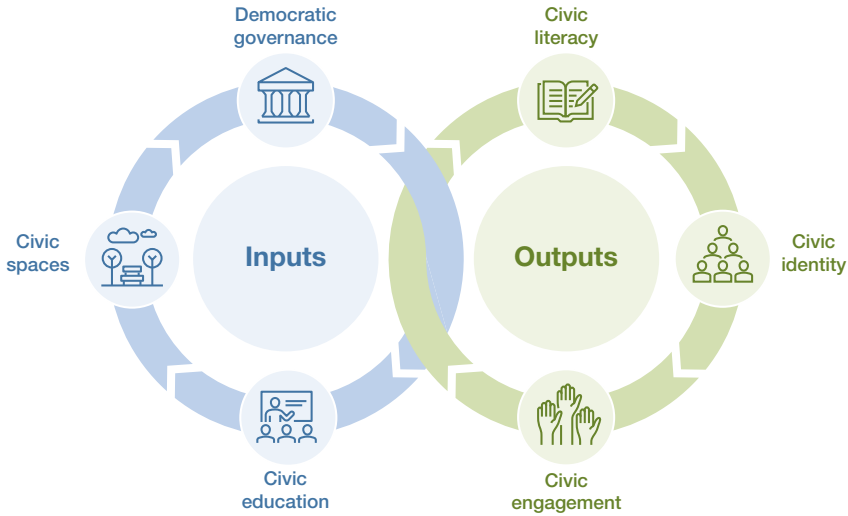 Democratic
governance
Civic
literacy
Civic
spaces
Inputs
Outputs
Civic
identity
Civic
education
Civic
engagement